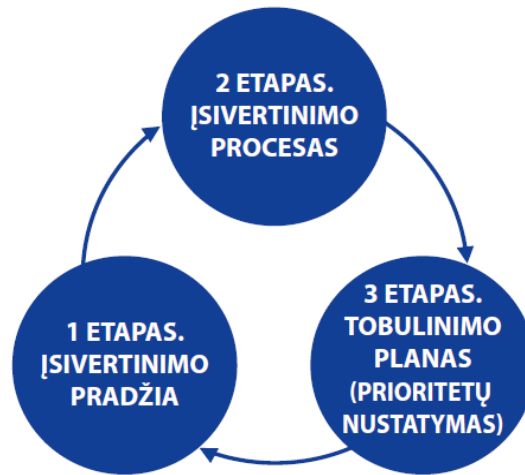 2 ETAPAS.
ĮSIVERTINIMO
PROCESAS
1 ETAPAS.
ĮSIVERTINIMO
PRADŽIA
3 ETAPAS.
TOBULINIMO
PLANAS
(PRIORITETŲ
NUSTATYMAS)